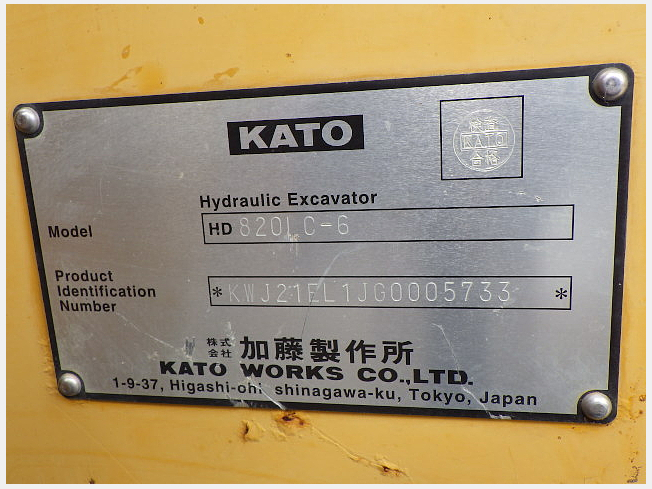 KATO
検査
KATO
合格
Hydraulic Excavator
Model HD 820LC-6
Product
Identification
Number
*KWJ21EL1JG0005733 *
株式
会社 加藤製作所
KATO WORKS CO.,LTD.
1-9-37, Higashi-ohi shinagawa-ku, Tokyo, Japan